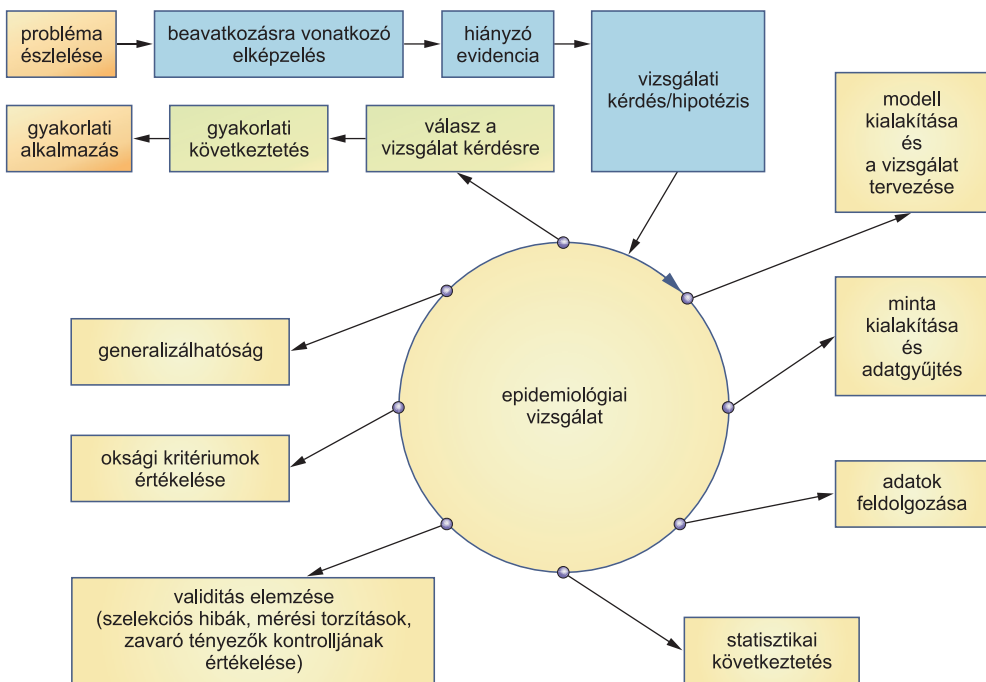 probléma
észlelése
beavatkozásra vonatkozó
elképzelés
hiányzó
evidencia
vizsgálati
kérdés/hipotézis
gyakorlati
alkalmazás
gyakorlati
következtetés
válasz a
vizsgálat kérdésre
modell
kialakítása
és
a vizsgálat
tervezése
minta
kialakítása
és
adatgyűjtés
adatok
feldolgozása
statisztikai
következtetés
validitás elemzése
(szelekciós hibák, mérési torzítások,
zavaró tényezők kontrolljának
értékelése)
oksági kritériumok
értékelése
generalizálhatóság
epidemiológiai
vizsgálat